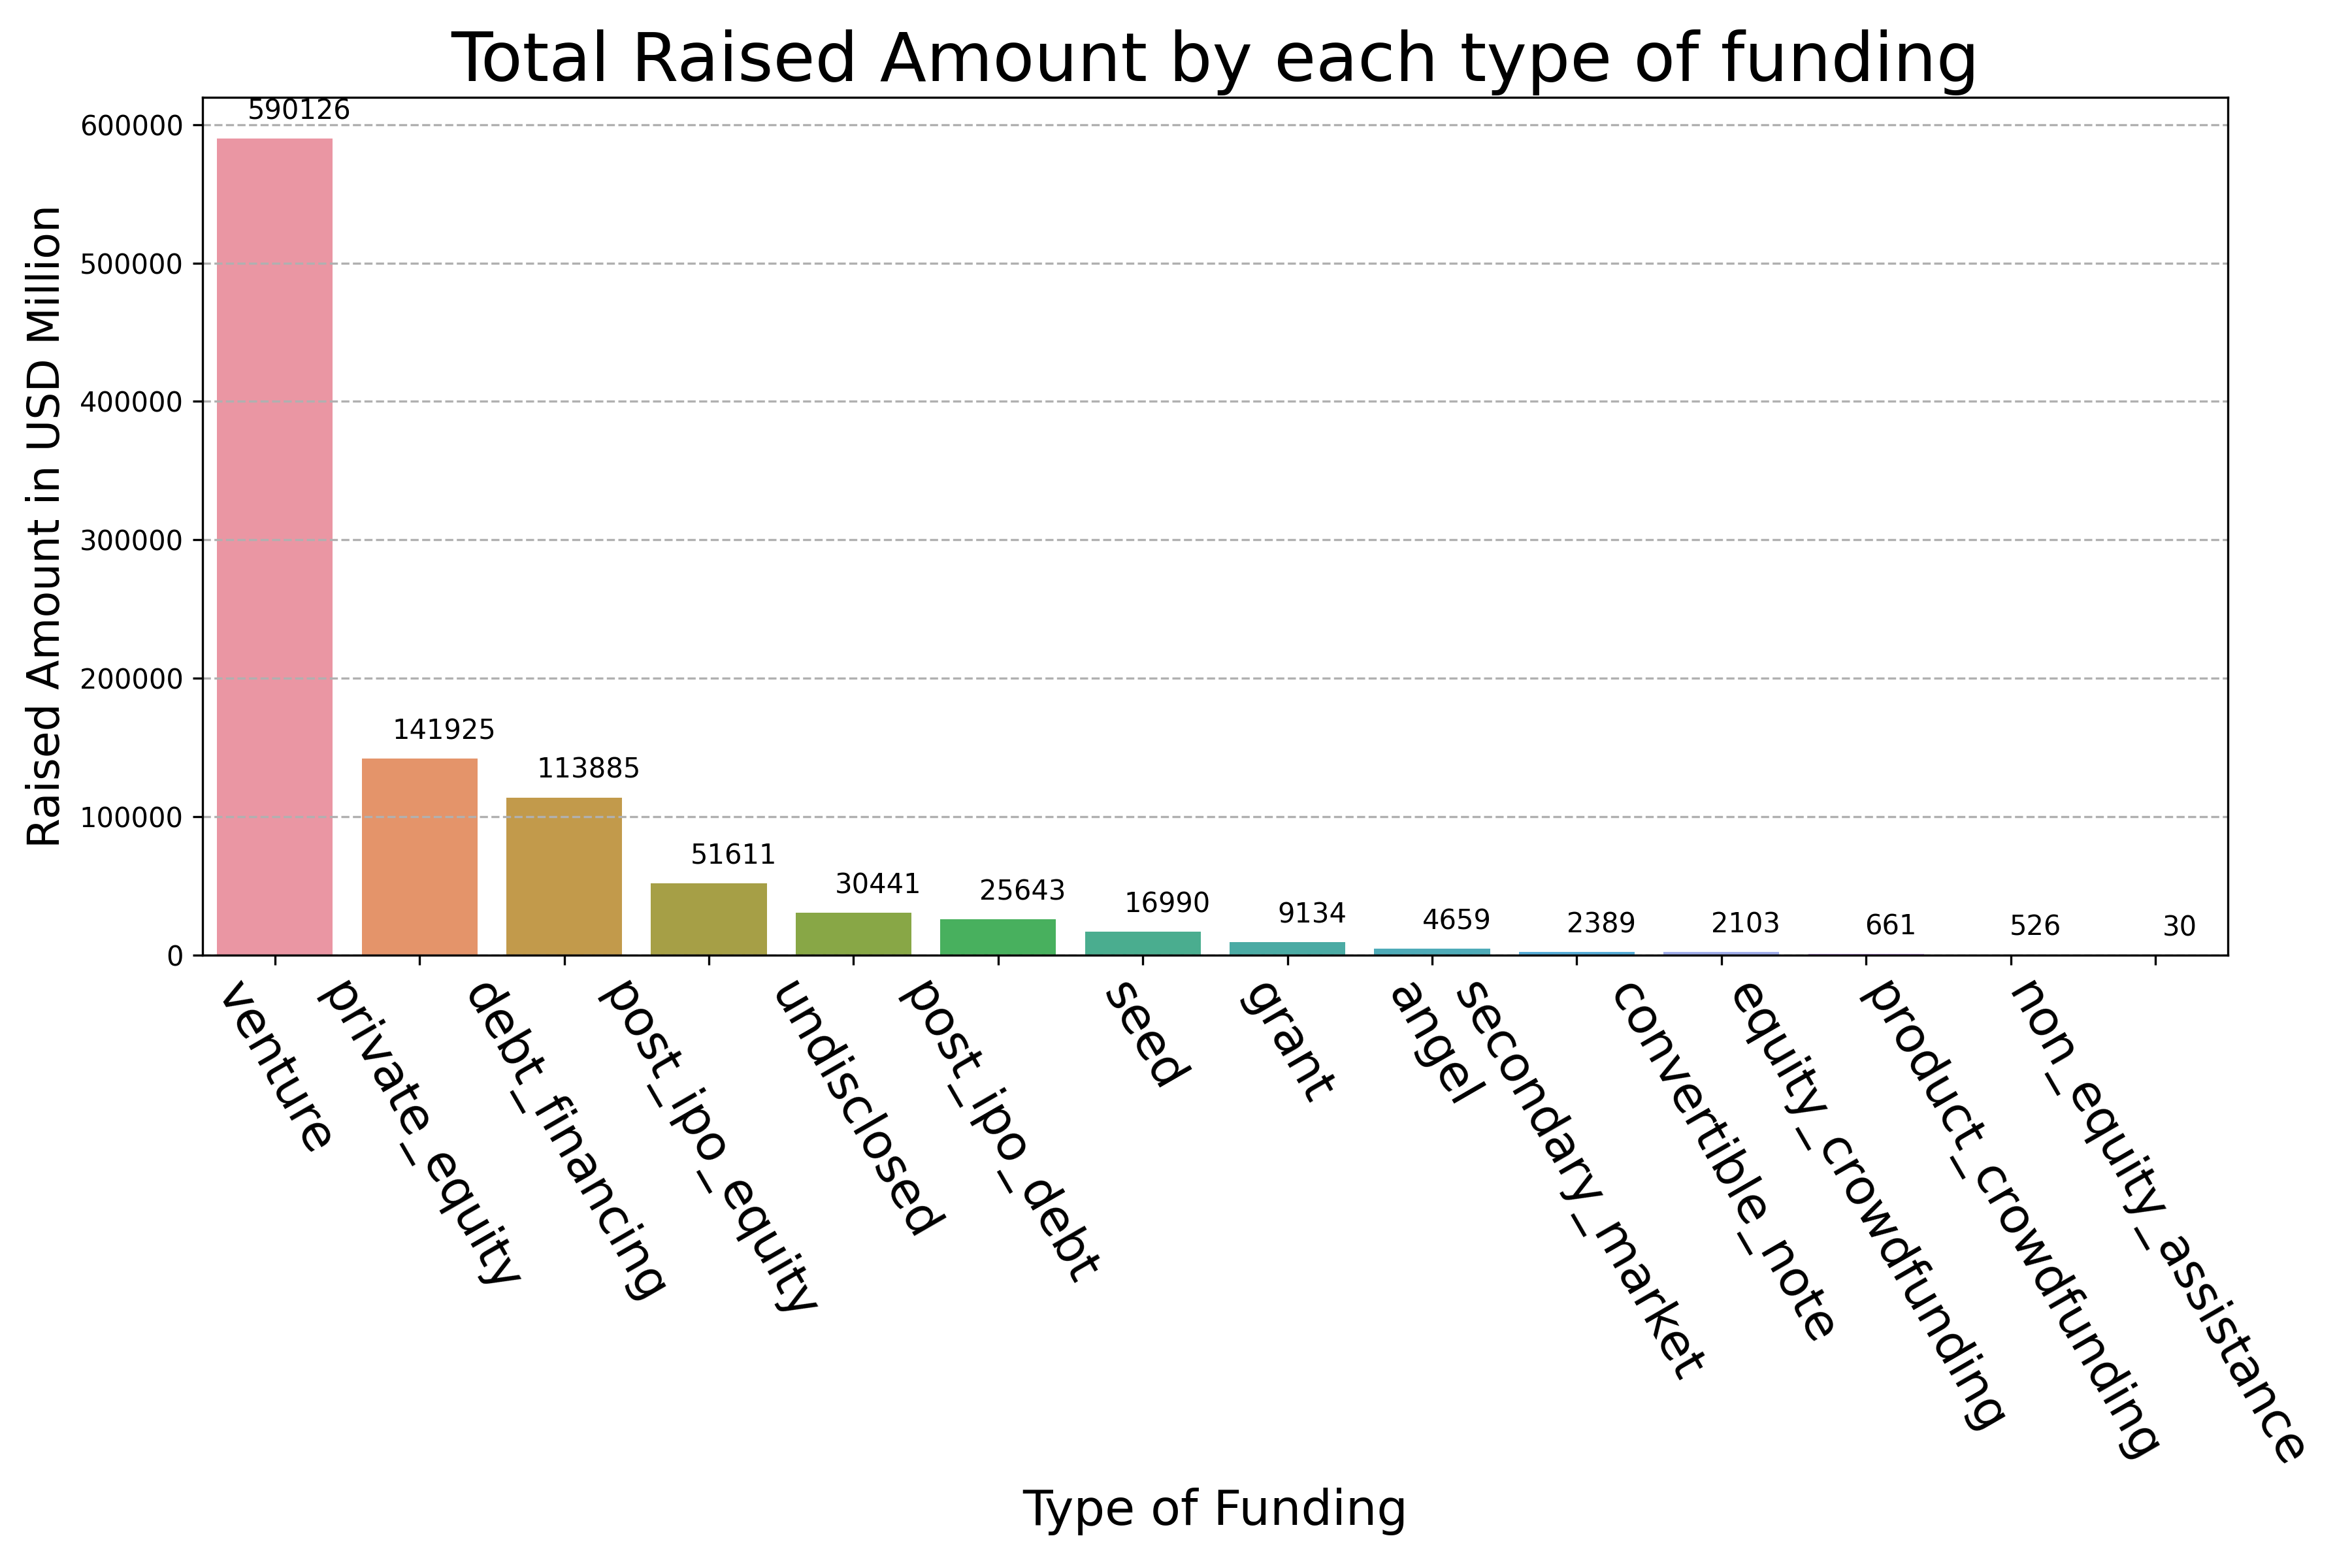 Total Raised Amount by each type of funding
Raised Amount in USD Million
600000
500000
400000
300000
200000
100000
0
590126
141925
113885
51611
30441
25643
16990
9134
4659
2389
2103
661
526
30
venture
private_equity
debt_financing
post_ipo_equity
undisclosed
post_ipo_debt
seed
grant
angel
secondary_market
convertible_note
equity_crowdfunding
product_crowdfunding
non_equity_assistance
Type of Funding